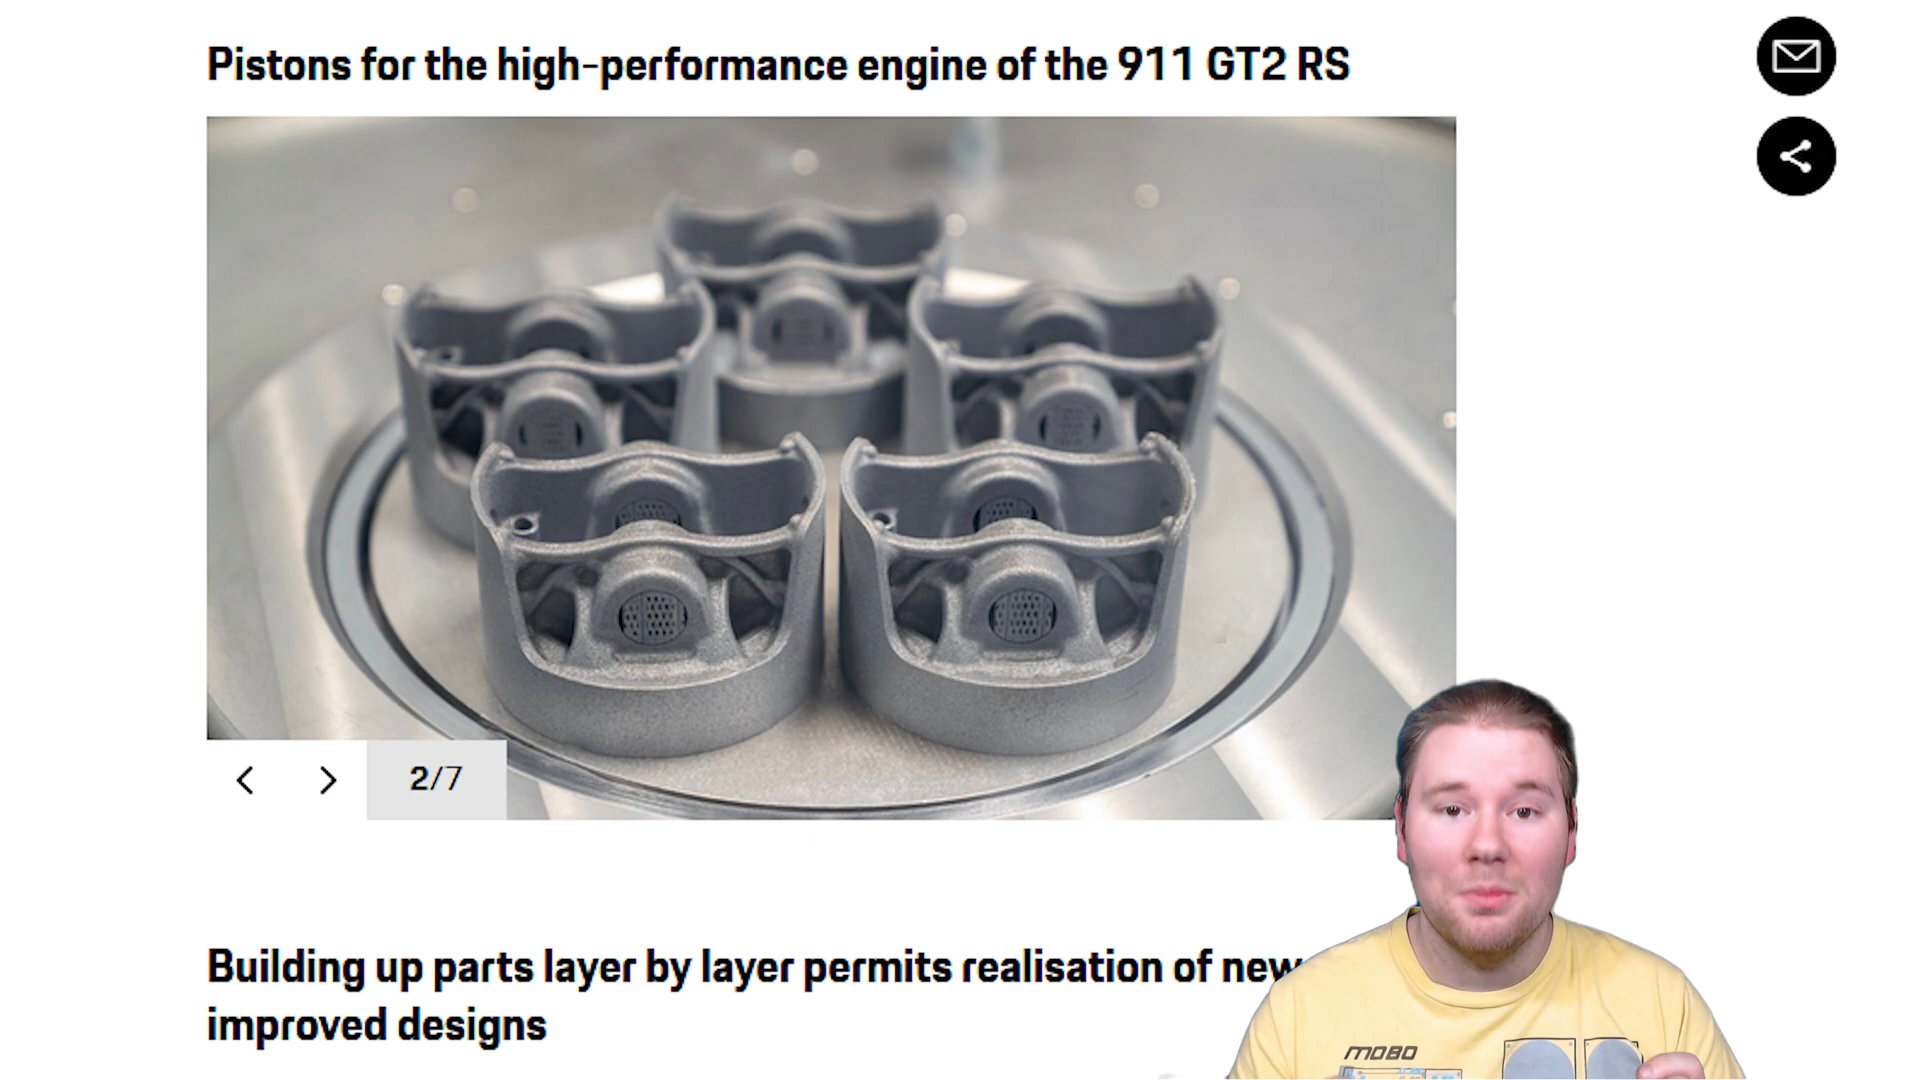 Pistons for the high-performance engine of the 911 GT2 RS
2/7
Building up parts layer by layer permits realisation of new
improved designs
MOBO